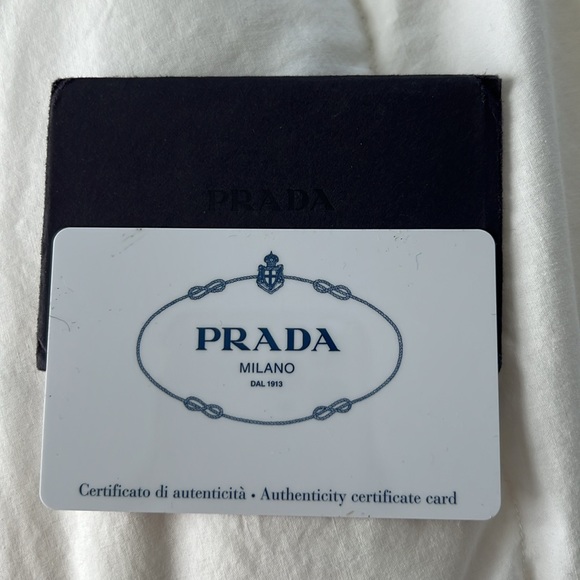 PRADA
PRADA
MILANO
DAL 1913
Certificato di autenticità • Authenticity certificate card